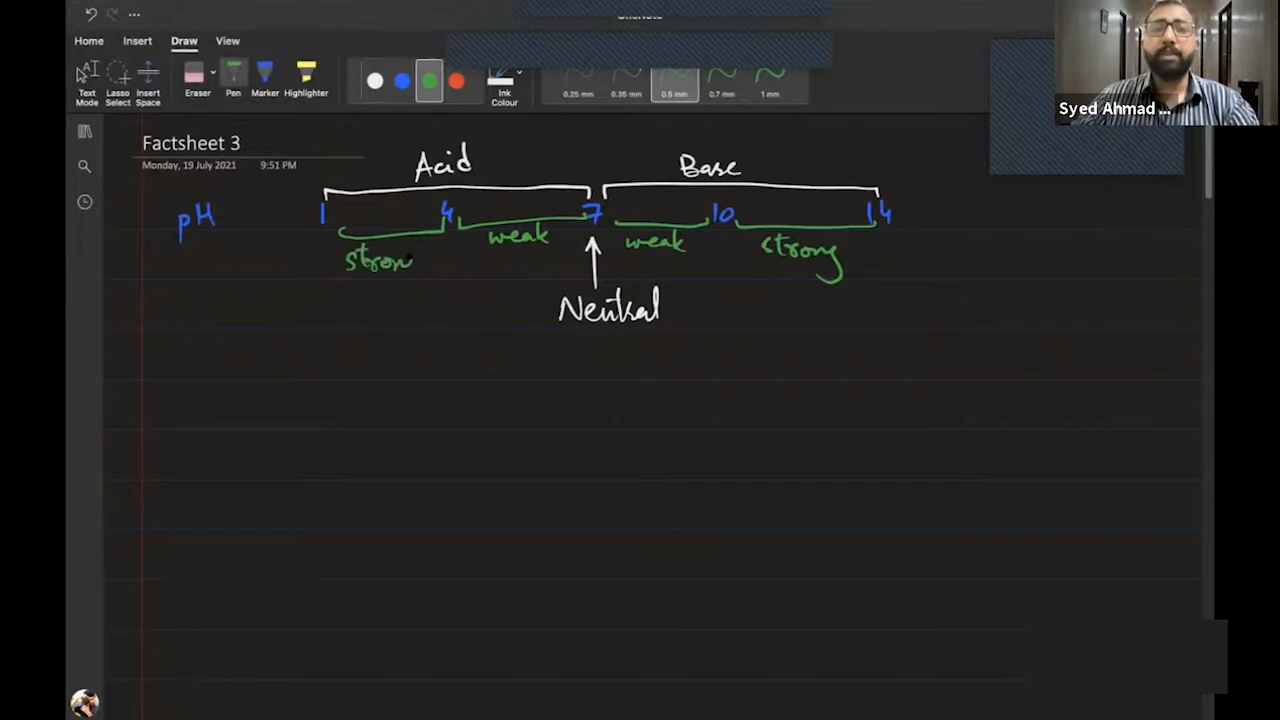 Home Insert Draw View
Text Mode
Lasso Select
Insert Space
Eraser
Pen
Marker
Highlighter
Ink Colour
0.25 mm 0.35 mm 0.5 mm 0.7 mm 1 mm
Syed Ahmad ...
Factsheet 3
Monday, 19 July 2021 9:51 PM
Acid Base
pH 1 4 7 10 14
stron weak weak strong
Neutral